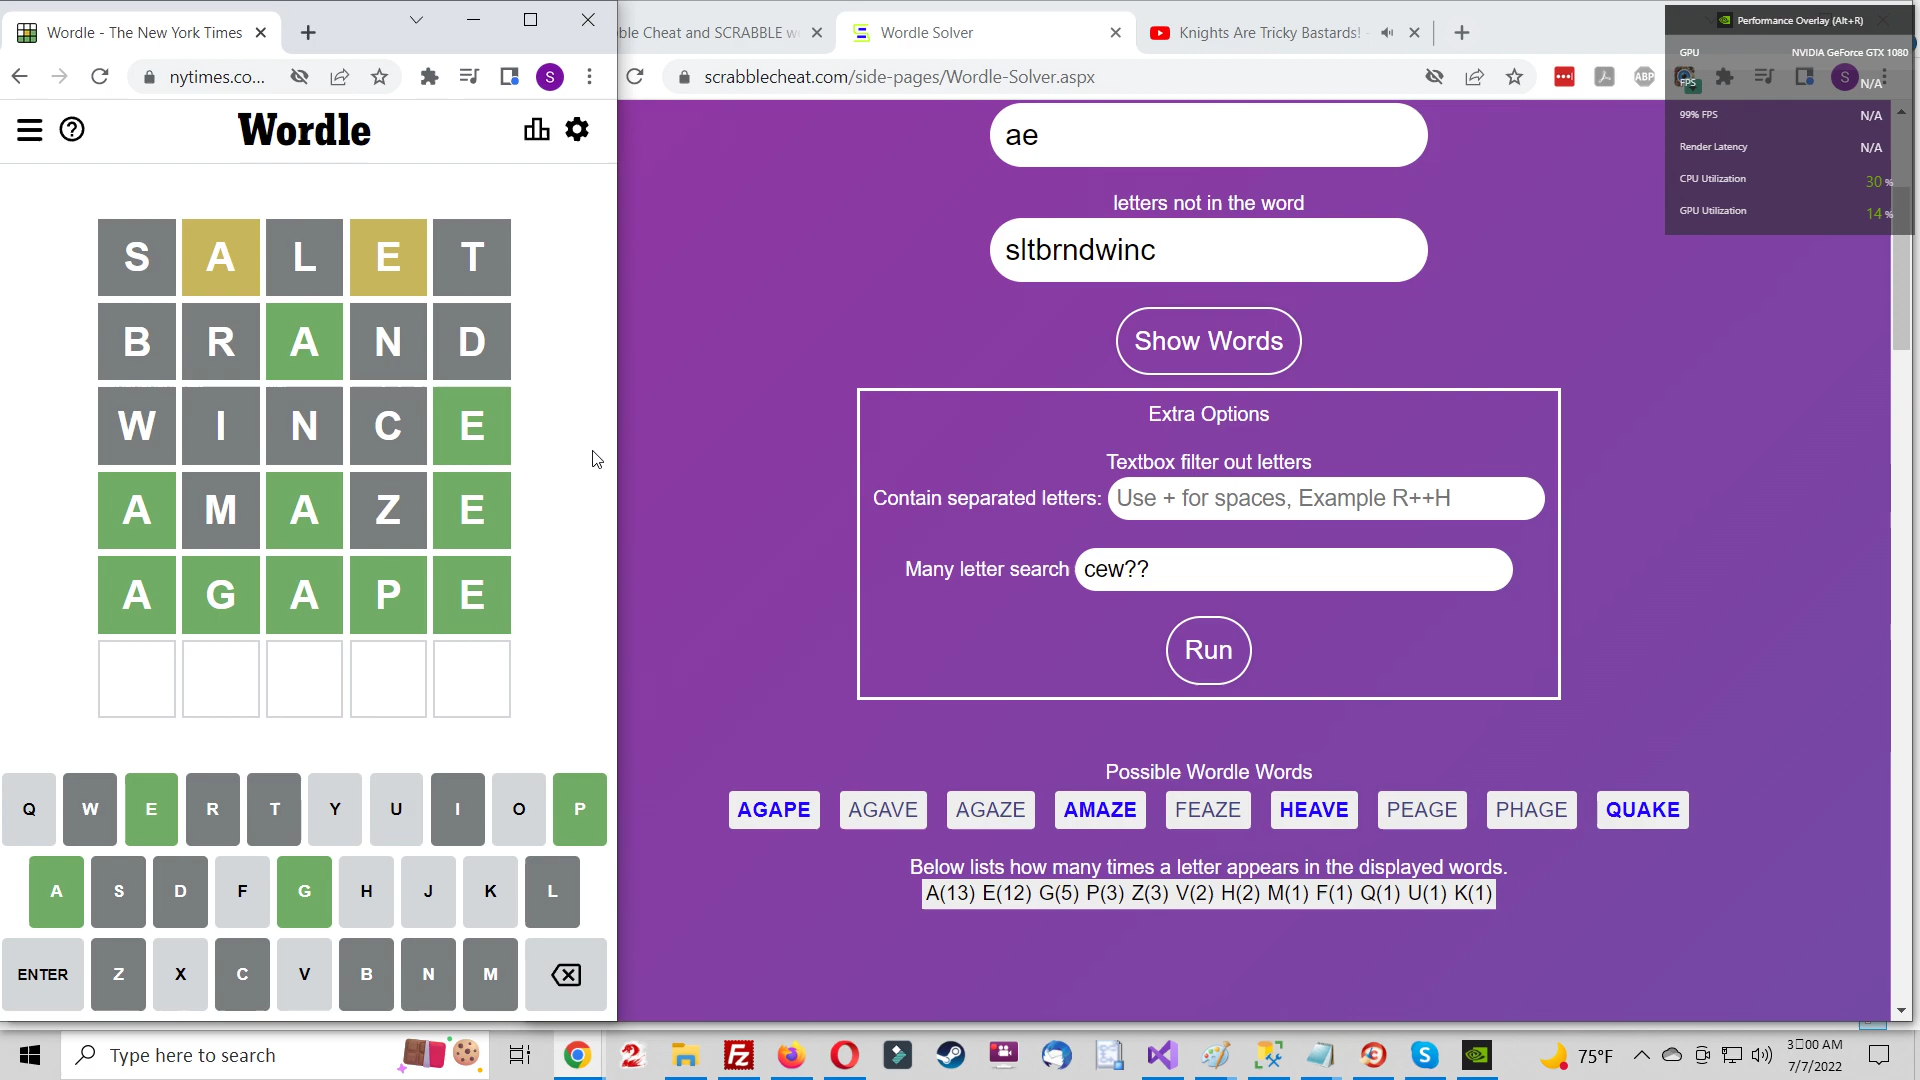 Wordle - The New York Times
ble Cheat and SCRABBLE w
Wordle Solver
Knights Are Tricky Bastards!
nytimes.co...
S
scrabblecheat.com/side-pages/Wordle-Solver.aspx
ABP
S
Performance Overlay (Alt+R)
GPU NVIDIA GeForce GTX 1080
FPS N/A
99% FPS N/A
Render Latency N/A
CPU Utilization 30 %
GPU Utilization 14 %
Wordle
S A L E T
B R A N D
W I N C E
A M A Z E
A G A P E
Q W E R T Y U I O P
A S D F G H J K L
ENTER Z X C V B N M
ae
letters not in the word
sltbrndwinc
Show Words
Extra Options
Textbox filter out letters
Contain separated letters: Use + for spaces, Example R++H
Many letter search cew??
Run
Possible Wordle Words
AGAPE AGAVE AGAZE AMAZE FEAZE HEAVE PEAGE PHAGE QUAKE
Below lists how many times a letter appears in the displayed words.
A(13) E(12) G(5) P(3) Z(3) V(2) H(2) M(1) F(1) Q(1) U(1) K(1)
Type here to search
75°F
3:00 AM
7/7/2022